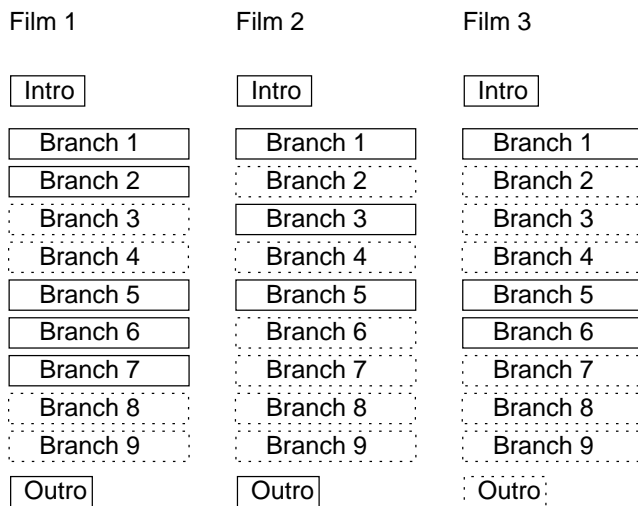 Film 1 Film 2 Film 3
Intro Intro Intro
Branch 1 Branch 1 Branch 1
Branch 2 Branch 2 Branch 2
Branch 3 Branch 3 Branch 3
Branch 4 Branch 4 Branch 4
Branch 5 Branch 5 Branch 5
Branch 6 Branch 6 Branch 6
Branch 7 Branch 7 Branch 7
Branch 8 Branch 8 Branch 8
Branch 9 Branch 9 Branch 9
Outro Outro Outro